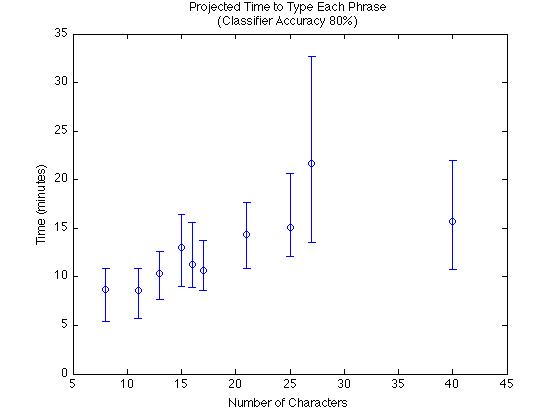 Projected Time to Type Each Phrase
(Classifier Accuracy 80%)
35
30
25
20
15
10
5
0
Time (minutes)
5 10 15 20 25 30 35 40 45
Number of Characters